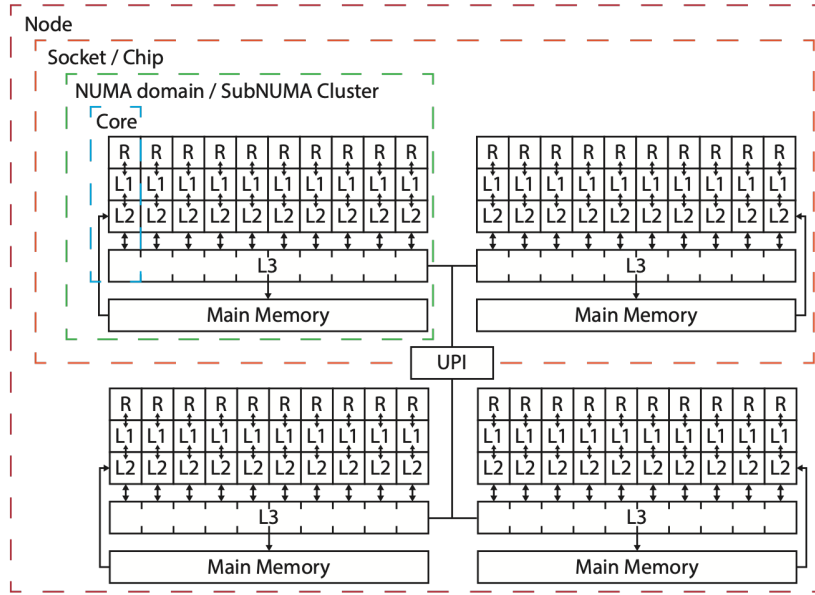 Node
Socket / Chip
NUMA domain / SubNUMA Cluster
Core
R R R R R R R R R R
L1 L1 L1 L1 L1 L1 L1 L1 L1 L1
L2 L2 L2 L2 L2 L2 L2 L2 L2 L2
L3
Main Memory
R R R R R R R R R R
L1 L1 L1 L1 L1 L1 L1 L1 L1 L1
L2 L2 L2 L2 L2 L2 L2 L2 L2 L2
L3
Main Memory
UPI
R R R R R R R R R R
L1 L1 L1 L1 L1 L1 L1 L1 L1 L1
L2 L2 L2 L2 L2 L2 L2 L2 L2 L2
L3
Main Memory
R R R R R R R R R R
L1 L1 L1 L1 L1 L1 L1 L1 L1 L1
L2 L2 L2 L2 L2 L2 L2 L2 L2 L2
L3
Main Memory